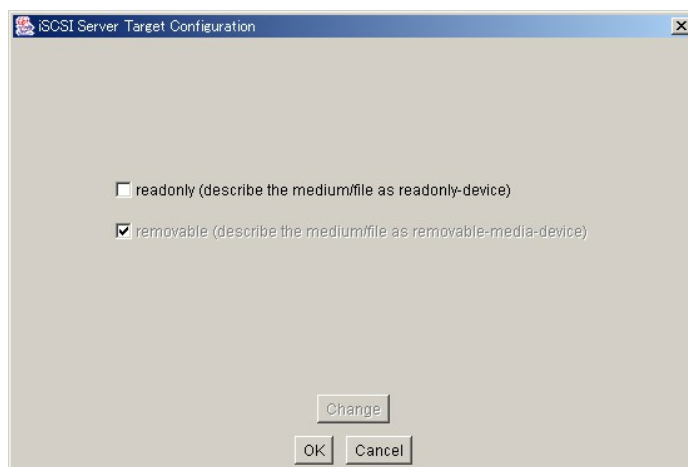 iSCSI Server Target Configuration
readonly (describe the medium/file as readonly-device)
removable (describe the medium/file as removable-media-device)
Change
OK Cancel